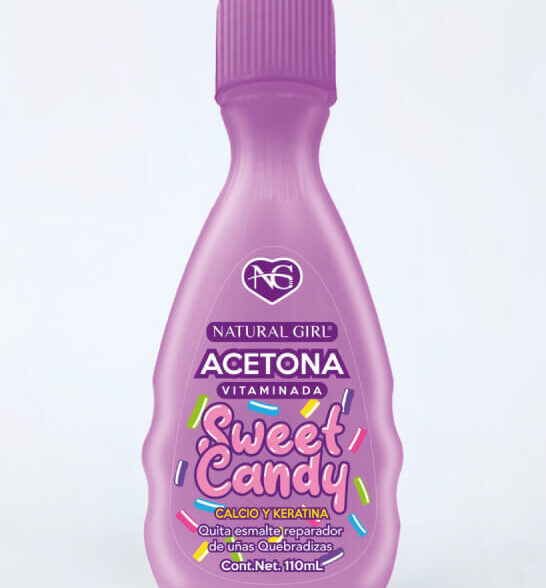 NG
NATURAL GIRL®
ACETONA
VITAMINADA
Sweet
Candy
CALCIO Y KERATINA
Quita esmalte reparador
de uñas Quebradizas
Cont.Net. 110mL